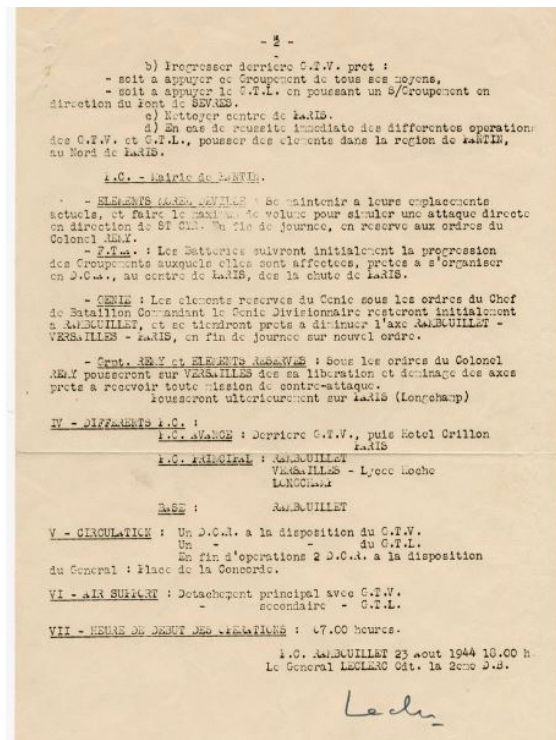 - 2 -
b) Progresser derriere G.T.V. pret :
- soit a appuyer ce Groupement de tous ses moyens,
- soit a appuyer le G.T.L. en poussant un S/Groupement en
direction du Pont de SEVRES.
c) Nettoyer centre de PARIS.
d) En cas de reussite immediate des differentes operations
des G.T.V. et G.T.L., pousser des elements dans la region de PANTIN,
au Nord de PARIS.
P.C. - Mairie de PANTIN.
- ELEMENTS MOREL DEVILLE : Se maintenir a leurs emplacements
actuels, et faire le maximum de volume pour simuler une attaque directe
en direction de ST CYR. En fin de journee, en reserve aux ordres du
Colonel REMY.
- F.T.A. : Les Batteries suivront initialement la progression
des Groupements auxquels elles sont affectees, pretes a s'organiser
en D.C.A., au centre de PARIS, des la chute de PARIS.
- GENIE : Les elements reserves du Genie sous les ordres du Chef
de Bataillon Commandant le Genie Divisionnaire resteront initialement
a RAMBOUILLET, et se tiendront prets a diminuer l'axe RAMBOUILLET -
VERSAILLES - PARIS, en fin de journee sur nouvel ordre.
- Grpt. REMY et ELEMENTS RESERVES : Sous les ordres du Colonel
REMY pousseront sur VERSAILLES des sa liberation et deminage des axes
prets a recevoir toute mission de contre-attaque.
Pousseront ulterieurement sur PARIS (Longchamp)
IV - DIFFERENTS P.C. :
P.C. AVANCE : Derriere G.T.V., puis Hotel Crillon
PARIS
P.C. PRINCIPAL : RAMBOUILLET
VERSAILLES - Lycee Hoche
LONGCHAMP
BASE : RAMBOUILLET
V - CIRCULATION : Un D.C.R. a la disposition du G.T.V.
Un - - du G.T.L.
En fin d'operations 2 D.C.R. a la disposition
du General : Place de la Concorde.
VI - AIR SUPPORT : Detachement principal avec G.T.V.
- secondaire - G.T.L.
VII - HEURE DE DEBUT DES OPERATIONS : 07.00 heures.
P.C. RAMBOUILLET 23 Aout 1944 18.00 h.
Le General LECLERC Cdt. la 2eme D.B.